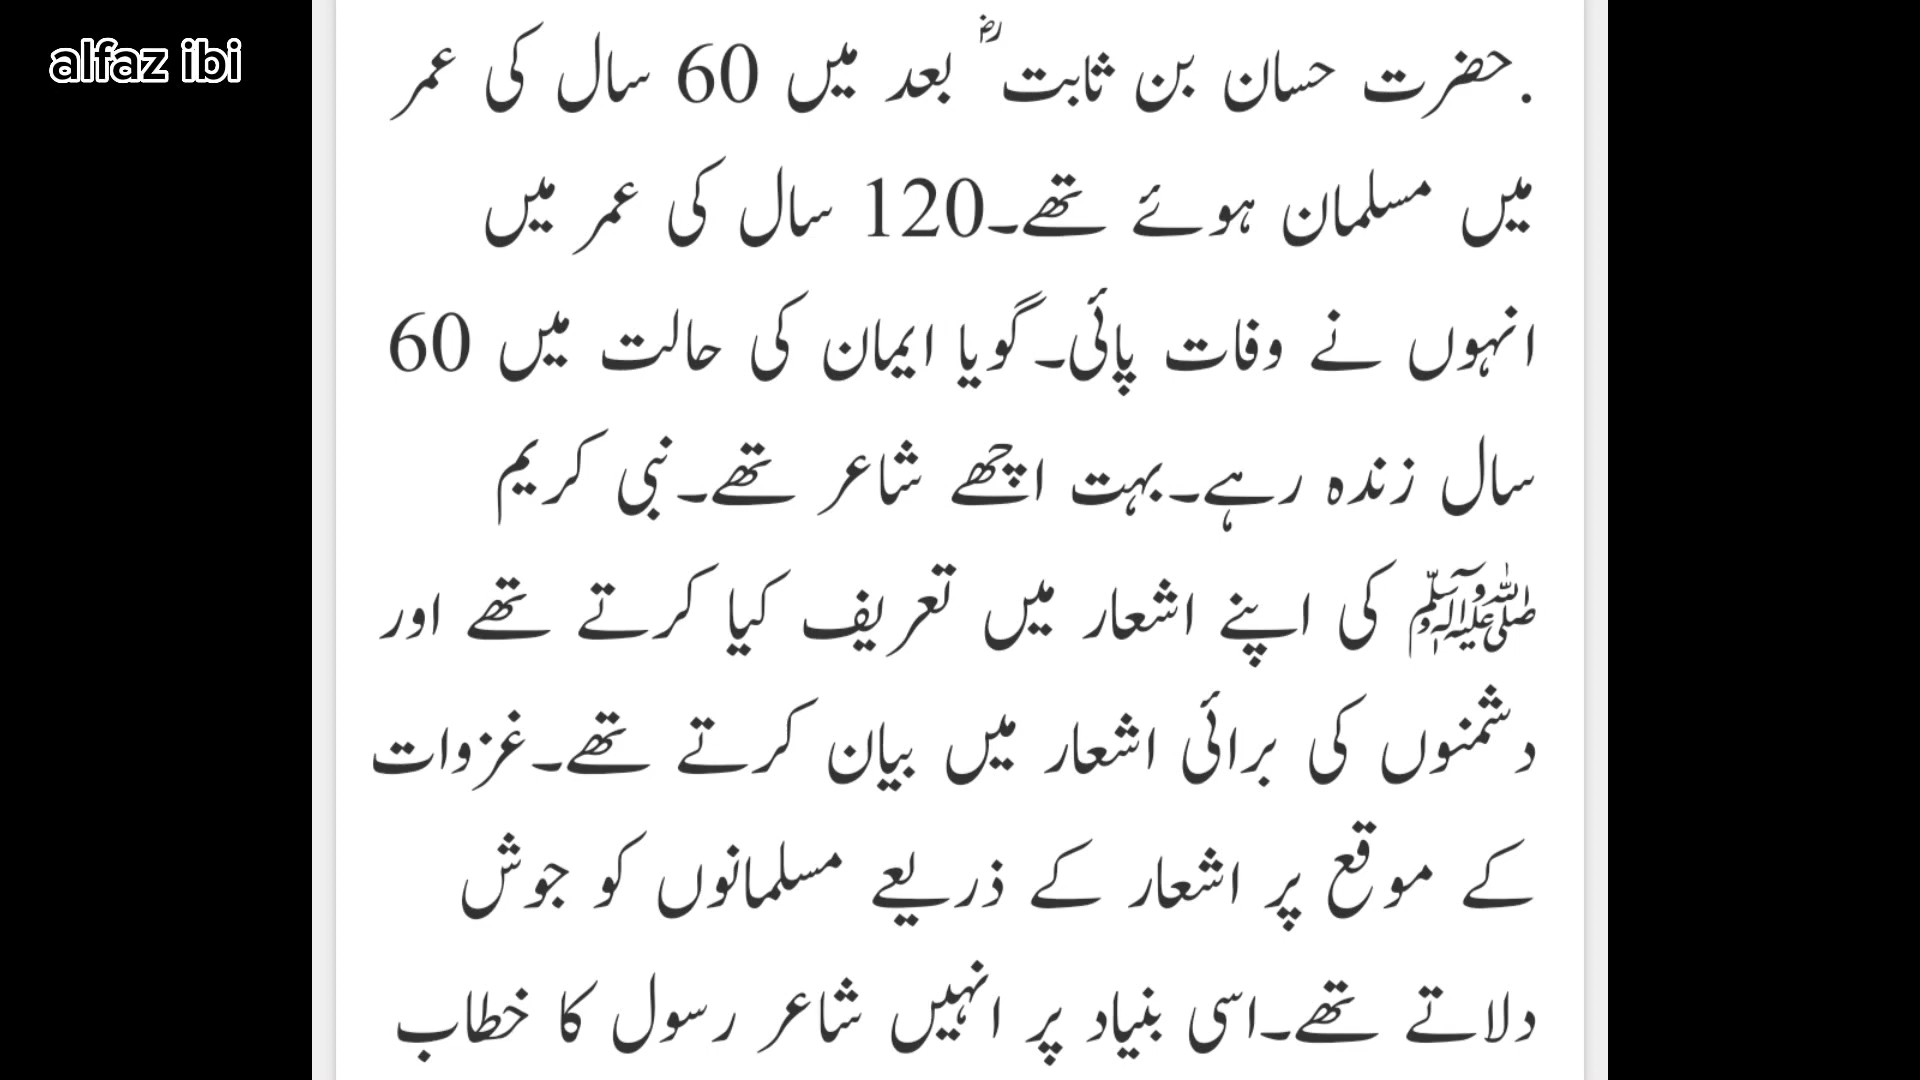 alfaz ibi
.حضرت حسان بن ثابتؓ بعد میں 60 سال کی عمر
میں مسلمان ہوئے تھے۔120 سال کی عمر میں
انہوں نے وفات پائی۔گویا ایمان کی حالت میں 60
سال زندہ رہے۔بہت اچھے شاعر تھے۔نبی کریم
ﷺ کی اپنے اشعار میں تعریف کیا کرتے تھے اور
دشمنوں کی برائی اشعار میں بیان کرتے تھے۔غزوات
کے موقع پر اشعار کے ذریعے مسلمانوں کو جوش
دلاتے تھے۔اسی بنیاد پر انہیں شاعر رسول کا خطاب